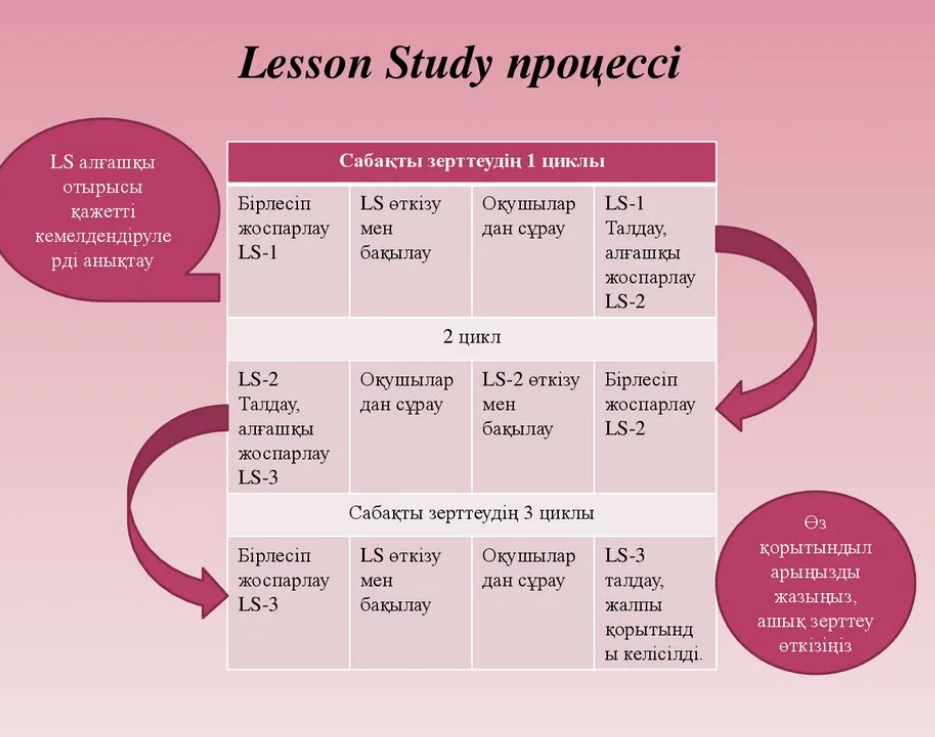 Lesson Study процессі
LS алғашқы
отырысы
қажетті
кемелдендіруле
рді анықтау
Сабақты зерттеудің 1 циклы
Бірлесіп
жоспарлау
LS-1
LS өткізу
мен
бақылау
Оқушылар
дан сұрау
LS-1
Талдау,
алғашқы
жоспарлау
LS-2
2 цикл
LS-2
Талдау,
алғашқы
жоспарлау
LS-3
Оқушылар
дан сұрау
LS-2 өткізу
мен
бақылау
Бірлесіп
жоспарлау
LS-2
Сабақты зерттеудің 3 циклы
Бірлесіп
жоспарлау
LS-3
LS өткізу
мен
бақылау
Оқушылар
дан сұрау
LS-3
талдау,
жалпы
қорытынд
ы келісілді.
Өз
қорытындыл
арыңызды
жазыңыз,
ашық зерттеу
өткізіңіз